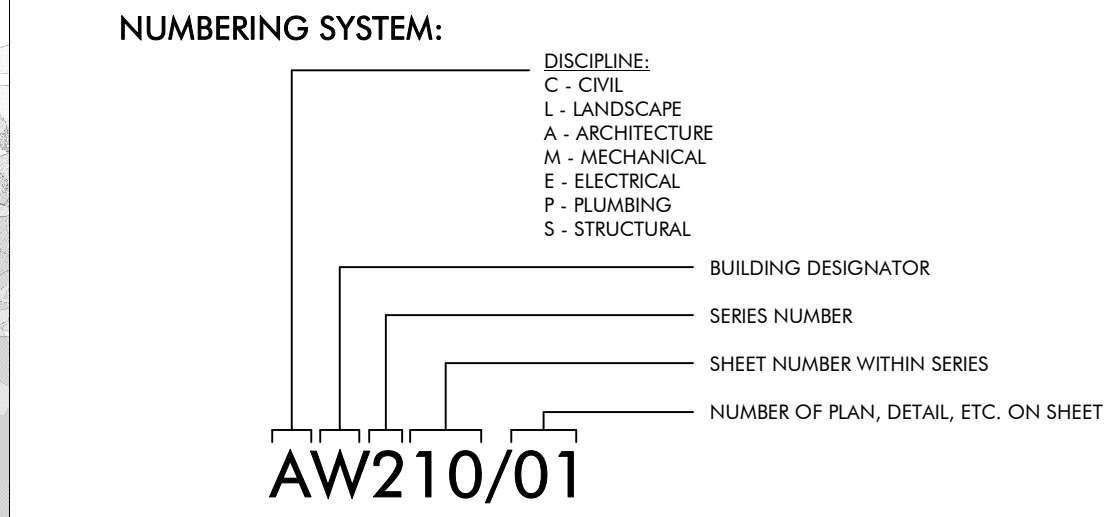 NUMBERING SYSTEM:
DISCIPLINE:
C - CIVIL
L - LANDSCAPE
A - ARCHITECTURE
M - MECHANICAL
E - ELECTRICAL
P - PLUMBING
S - STRUCTURAL
BUILDING DESIGNATOR
SERIES NUMBER
SHEET NUMBER WITHIN SERIES
NUMBER OF PLAN, DETAIL, ETC. ON SHEET
AW210/01